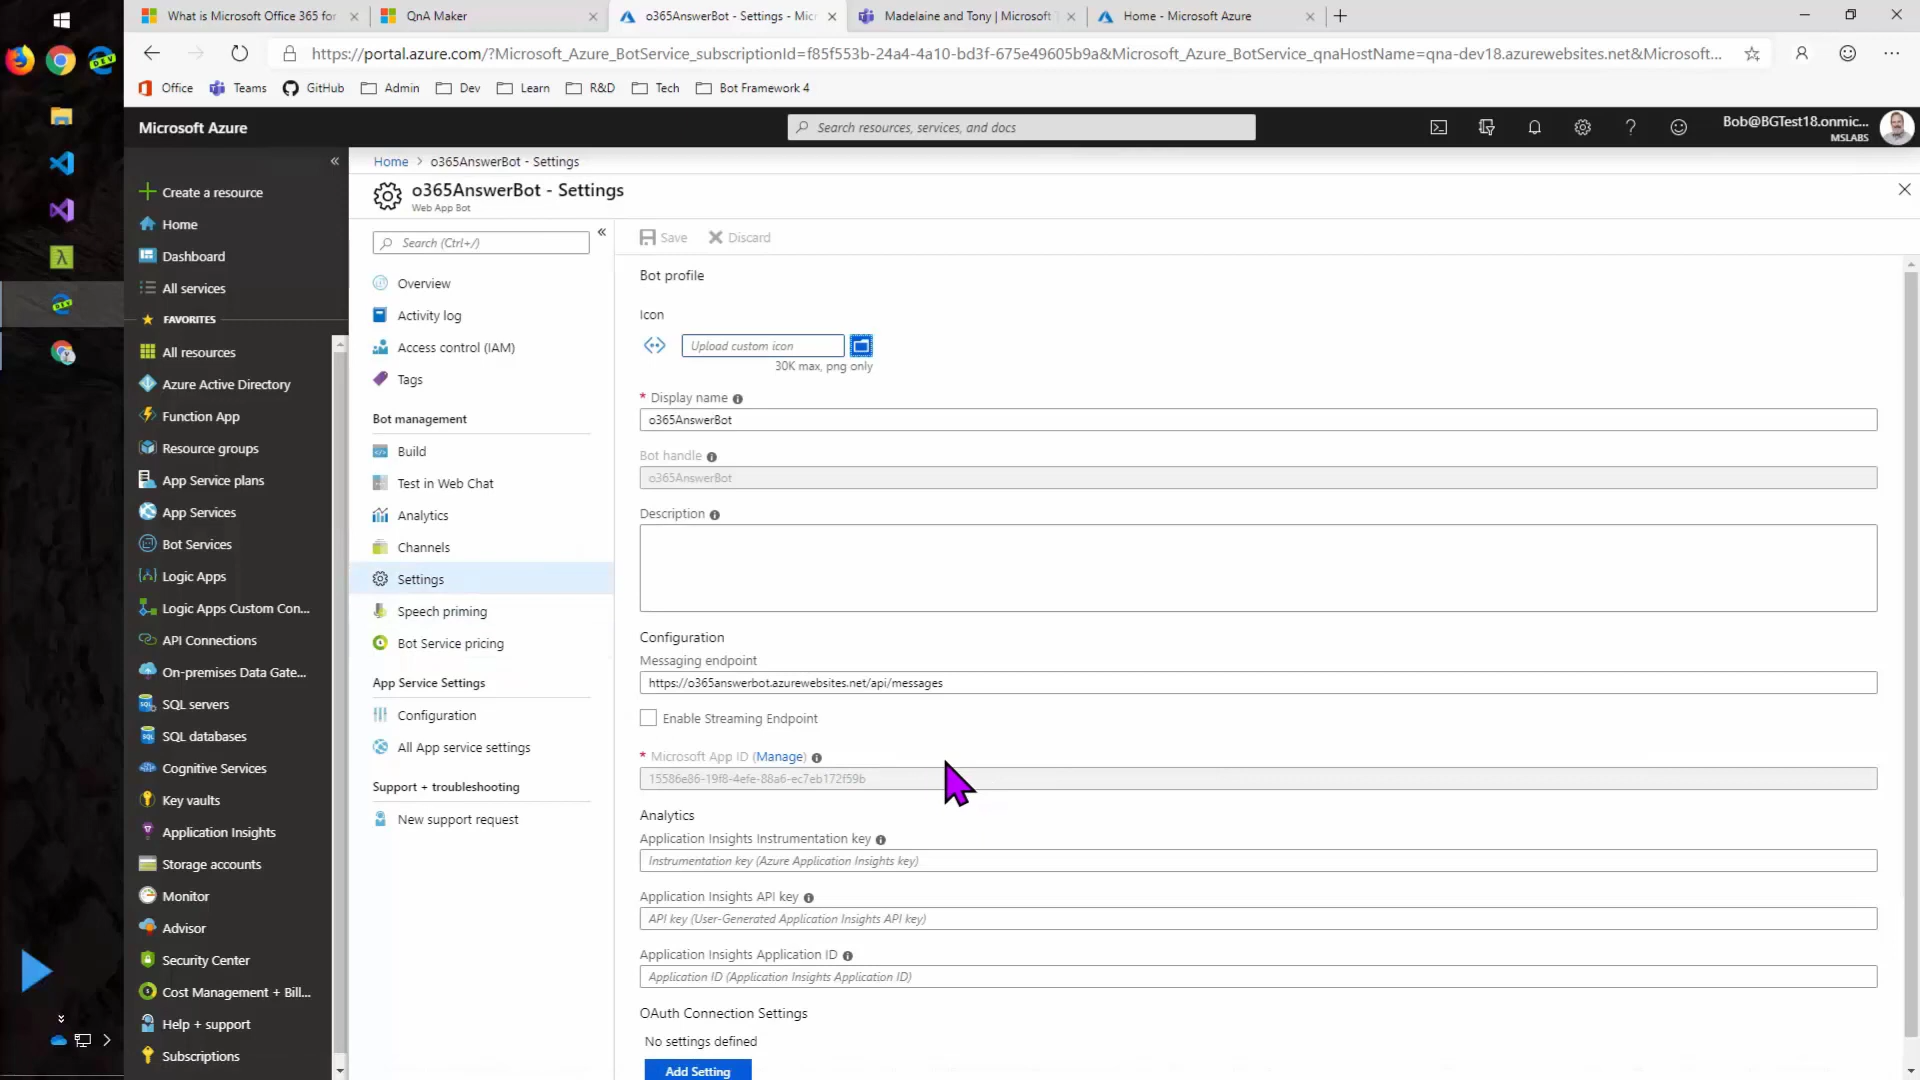 What is Microsoft Office 365 for
QnA Maker
o365AnswerBot - Settings - Micr
Madelaine and Tony | Microsoft T
Home - Microsoft Azure
https://portal.azure.com/?Microsoft_Azure_BotService_subscriptionId=f85f553b-24a4-4a10-bd3f-675e49605b9a&Microsoft_Azure_BotService_qnaHostName=qna-dev18.azurewebsites.net&Microsoft...
Office
Teams
GitHub
Admin
Dev
Learn
R&D
Tech
Bot Framework 4
Microsoft Azure
Search resources, services, and docs
Bob@BGTest18.onmic...
MSLABS
DEV
DEV
Create a resource
Home
Dashboard
All services
FAVORITES
All resources
Azure Active Directory
Function App
Resource groups
App Service plans
App Services
Bot Services
Logic Apps
Logic Apps Custom Con...
API Connections
On-premises Data Gate...
SQL servers
SQL databases
Cognitive Services
Key vaults
Application Insights
Storage accounts
Monitor
Advisor
Security Center
Cost Management + Bill...
Help + support
Subscriptions
Home > o365AnswerBot - Settings
o365AnswerBot - Settings
Web App Bot
Search (Ctrl+/)
Overview
Activity log
Access control (IAM)
Tags
Bot management
Build
Test in Web Chat
Analytics
Channels
Settings
Speech priming
Bot Service pricing
App Service Settings
Configuration
All App service settings
Support + troubleshooting
New support request
Save
Discard
Bot profile
Icon
Upload custom icon
30K max, png only
* Display name
o365AnswerBot
Bot handle
o365AnswerBot
Description
Configuration
Messaging endpoint
https://o365answerbot.azurewebsites.net/api/messages
Enable Streaming Endpoint
* Microsoft App ID (Manage)
15586e86-19f8-4efe-88a6-ec7eb172f59b
Analytics
Application Insights Instrumentation key
Instrumentation key (Azure Application Insights key)
Application Insights API key
API key (User-Generated Application Insights API key)
Application Insights Application ID
Application ID (Application Insights Application ID)
OAuth Connection Settings
No settings defined
Add Setting